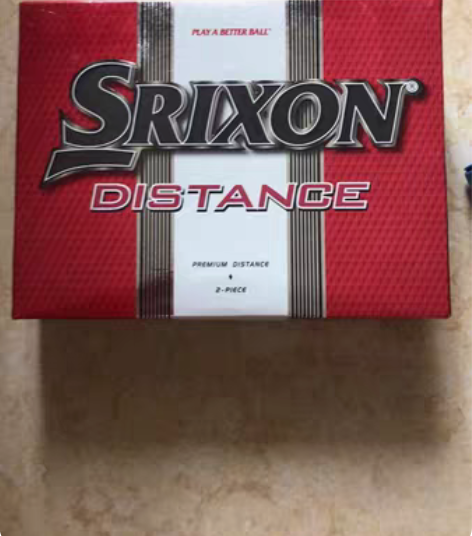 PLAY A BETTER BALL™
SRIXON®
DISTANCE
PREMIUM DISTANCE
2-PIECE